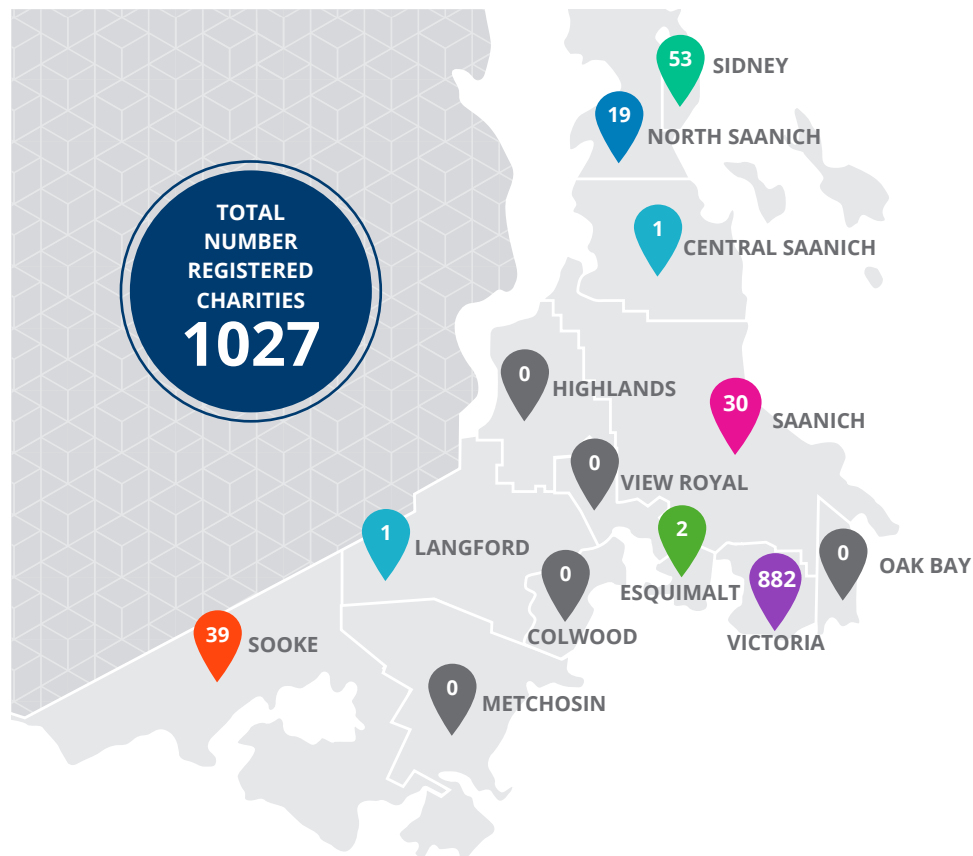 53
SIDNEY
19
NORTH SAANICH
TOTAL
NUMBER
REGISTERED
CHARITIES
1027
1
CENTRAL SAANICH
0
HIGHLANDS
30
SAANICH
0
VIEW ROYAL
1
LANGFORD
2
ESQUIMALT
0
OAK BAY
0
COLWOOD
882
VICTORIA
39
SOOKE
0
METCHOSIN